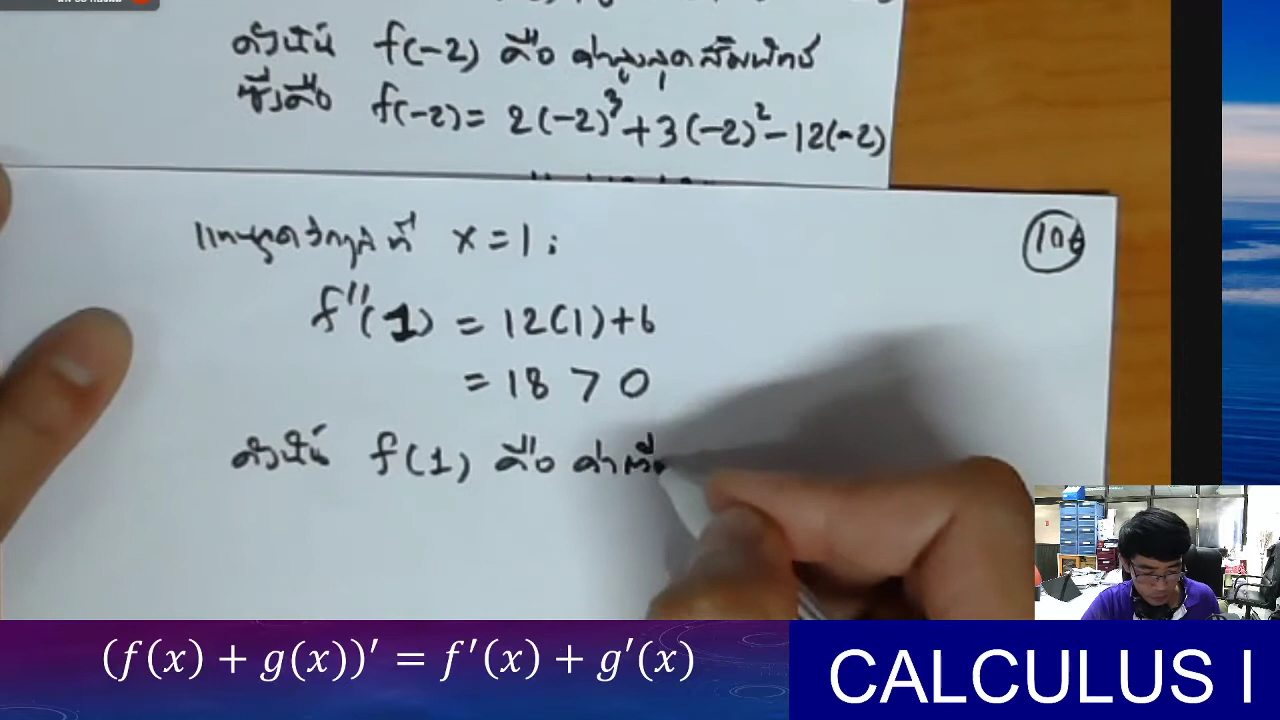 ดังนั้น f(-2) คือ ค่าสูงสุดสัมพัทธ์
ซึ่งคือ f(-2) = 2(-2)³ + 3(-2)² - 12(-2)
แทนจุดวิกฤติที่ x = 1 ;
106
f''(1) = 12(1)+6
= 18 > 0
ดังนั้น f(1) คือ ค่า
(f(x) + g(x))′ = f′(x) + g′(x)
CALCULUS I